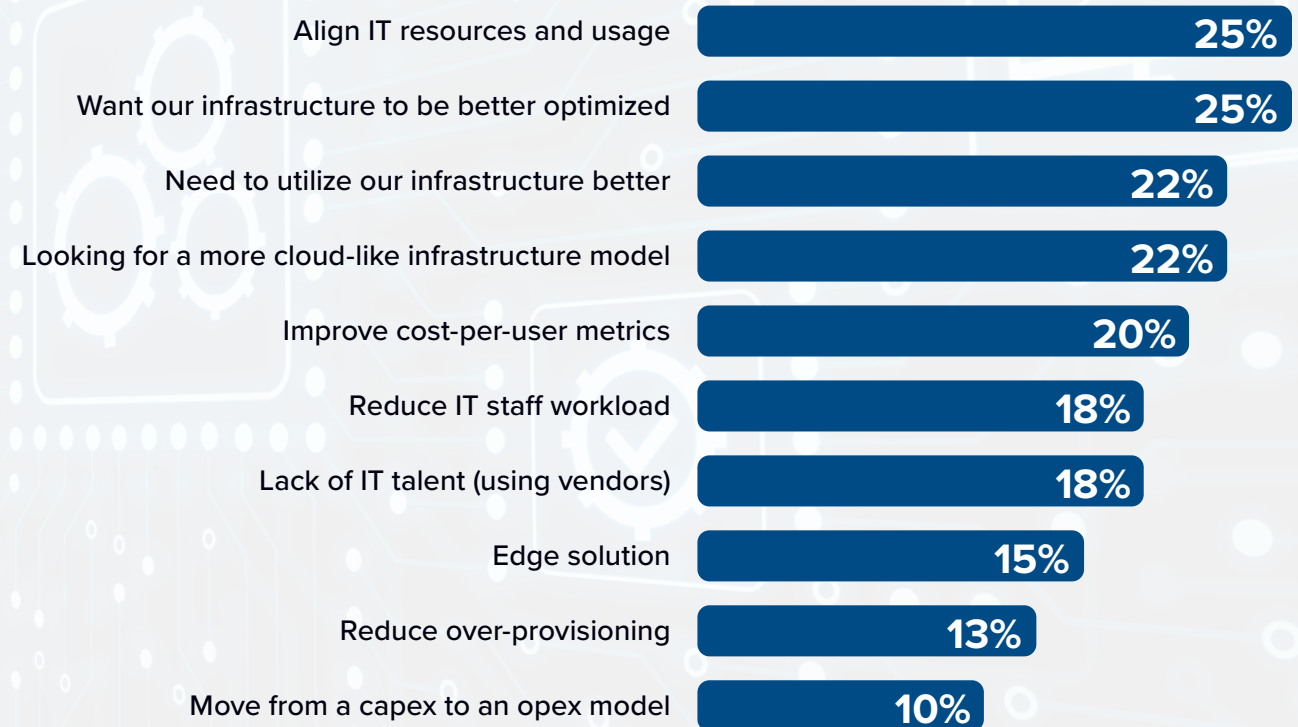 Align IT resources and usage 25%
Want our infrastructure to be better optimized 25%
Need to utilize our infrastructure better 22%
Looking for a more cloud-like infrastructure model 22%
Improve cost-per-user metrics 20%
Reduce IT staff workload 18%
Lack of IT talent (using vendors) 18%
Edge solution 15%
Reduce over-provisioning 13%
Move from a capex to an opex model 10%